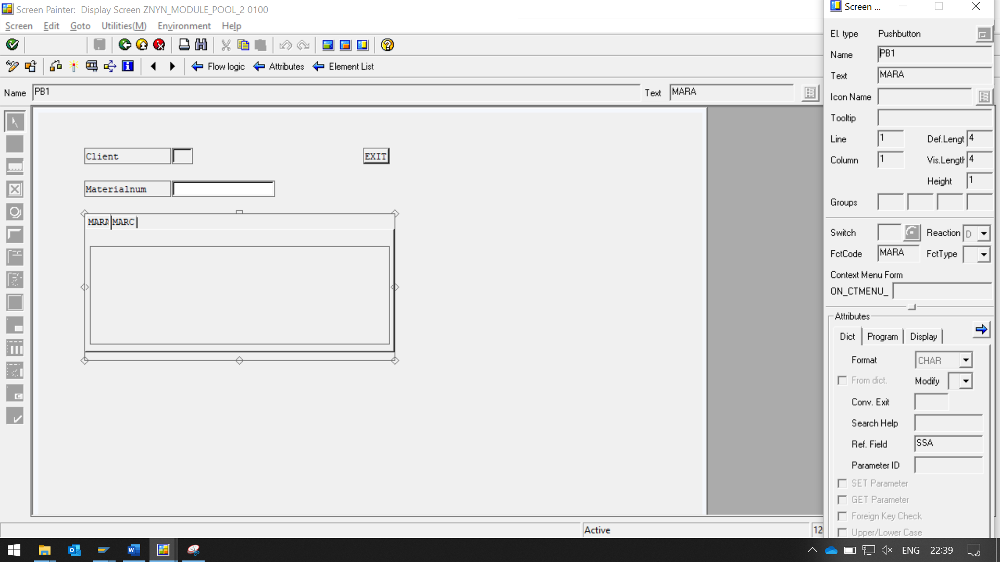 Screen Painter: Display Screen ZNYN_MODULE_POOL_2 0100
Screen Edit Goto Utilities(M) Environment Help
Flow logic Attributes Element List
Name PB1 Text MARA
Client EXIT
Materialnum
MARA MARC
Active 12
Screen ...
El. type Pushbutton
Name PB1
Text MARA
Icon Name
Tooltip
Line 1 Def.Lengt 4
Column 1 Vis.Length 4
Height 1
Groups
Switch Reaction D
FctCode MARA FctType
Context Menu Form
ON_CTMENU_
Attributes
Dict Program Display
Format CHAR
From dict. Modify
Conv. Exit
Search Help
Ref. Field SSA
Parameter ID
SET Parameter
GET Parameter
Foreign Key Check
Upper/Lower Case
ENG 22:39